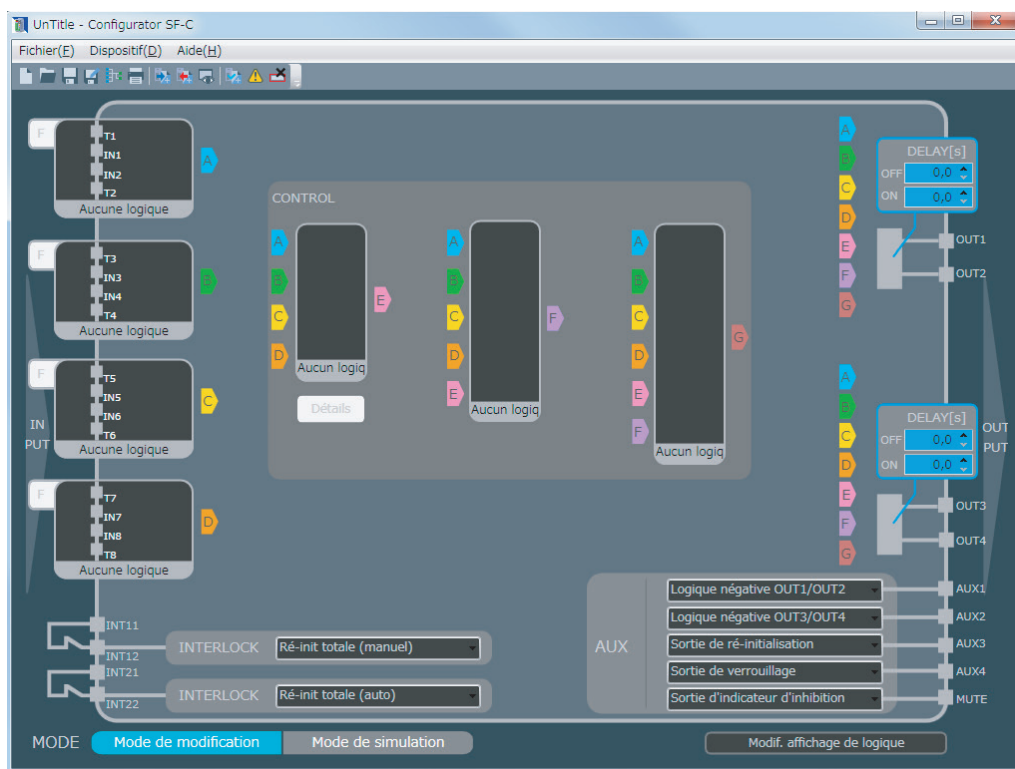 UnTitle - Configurator SF-C
Fichier(F) Dispositif(D) Aide(H)
F
T1
IN1
IN2
T2
Aucune logique
A
F
T3
IN3
IN4
T4
Aucune logique
B
F
T5
IN5
IN6
T6
Aucune logique
C
F
T7
IN7
IN8
T8
Aucune logique
D
IN
PUT
CONTROL
A
B
C
D
Aucun logiq
E
Détails
A
B
C
D
E
Aucun logiq
F
A
B
C
D
E
F
Aucun logiq
G
A
B
C
D
E
F
G
DELAY[s]
OFF 0,0
ON 0,0
OUT1
OUT2
A
B
C
D
E
F
G
DELAY[s]
OFF 0,0
ON 0,0
OUT3
OUT4
OUT
PUT
INT11
INT12
INTERLOCK Ré-init totale (manuel)
INT21
INT22
INTERLOCK Ré-init totale (auto)
AUX
Logique négative OUT1/OUT2 AUX1
Logique négative OUT3/OUT4 AUX2
Sortie de ré-initialisation AUX3
Sortie de verrouillage AUX4
Sortie d'indicateur d'inhibition MUTE
MODE Mode de modification Mode de simulation Modif. affichage de logique